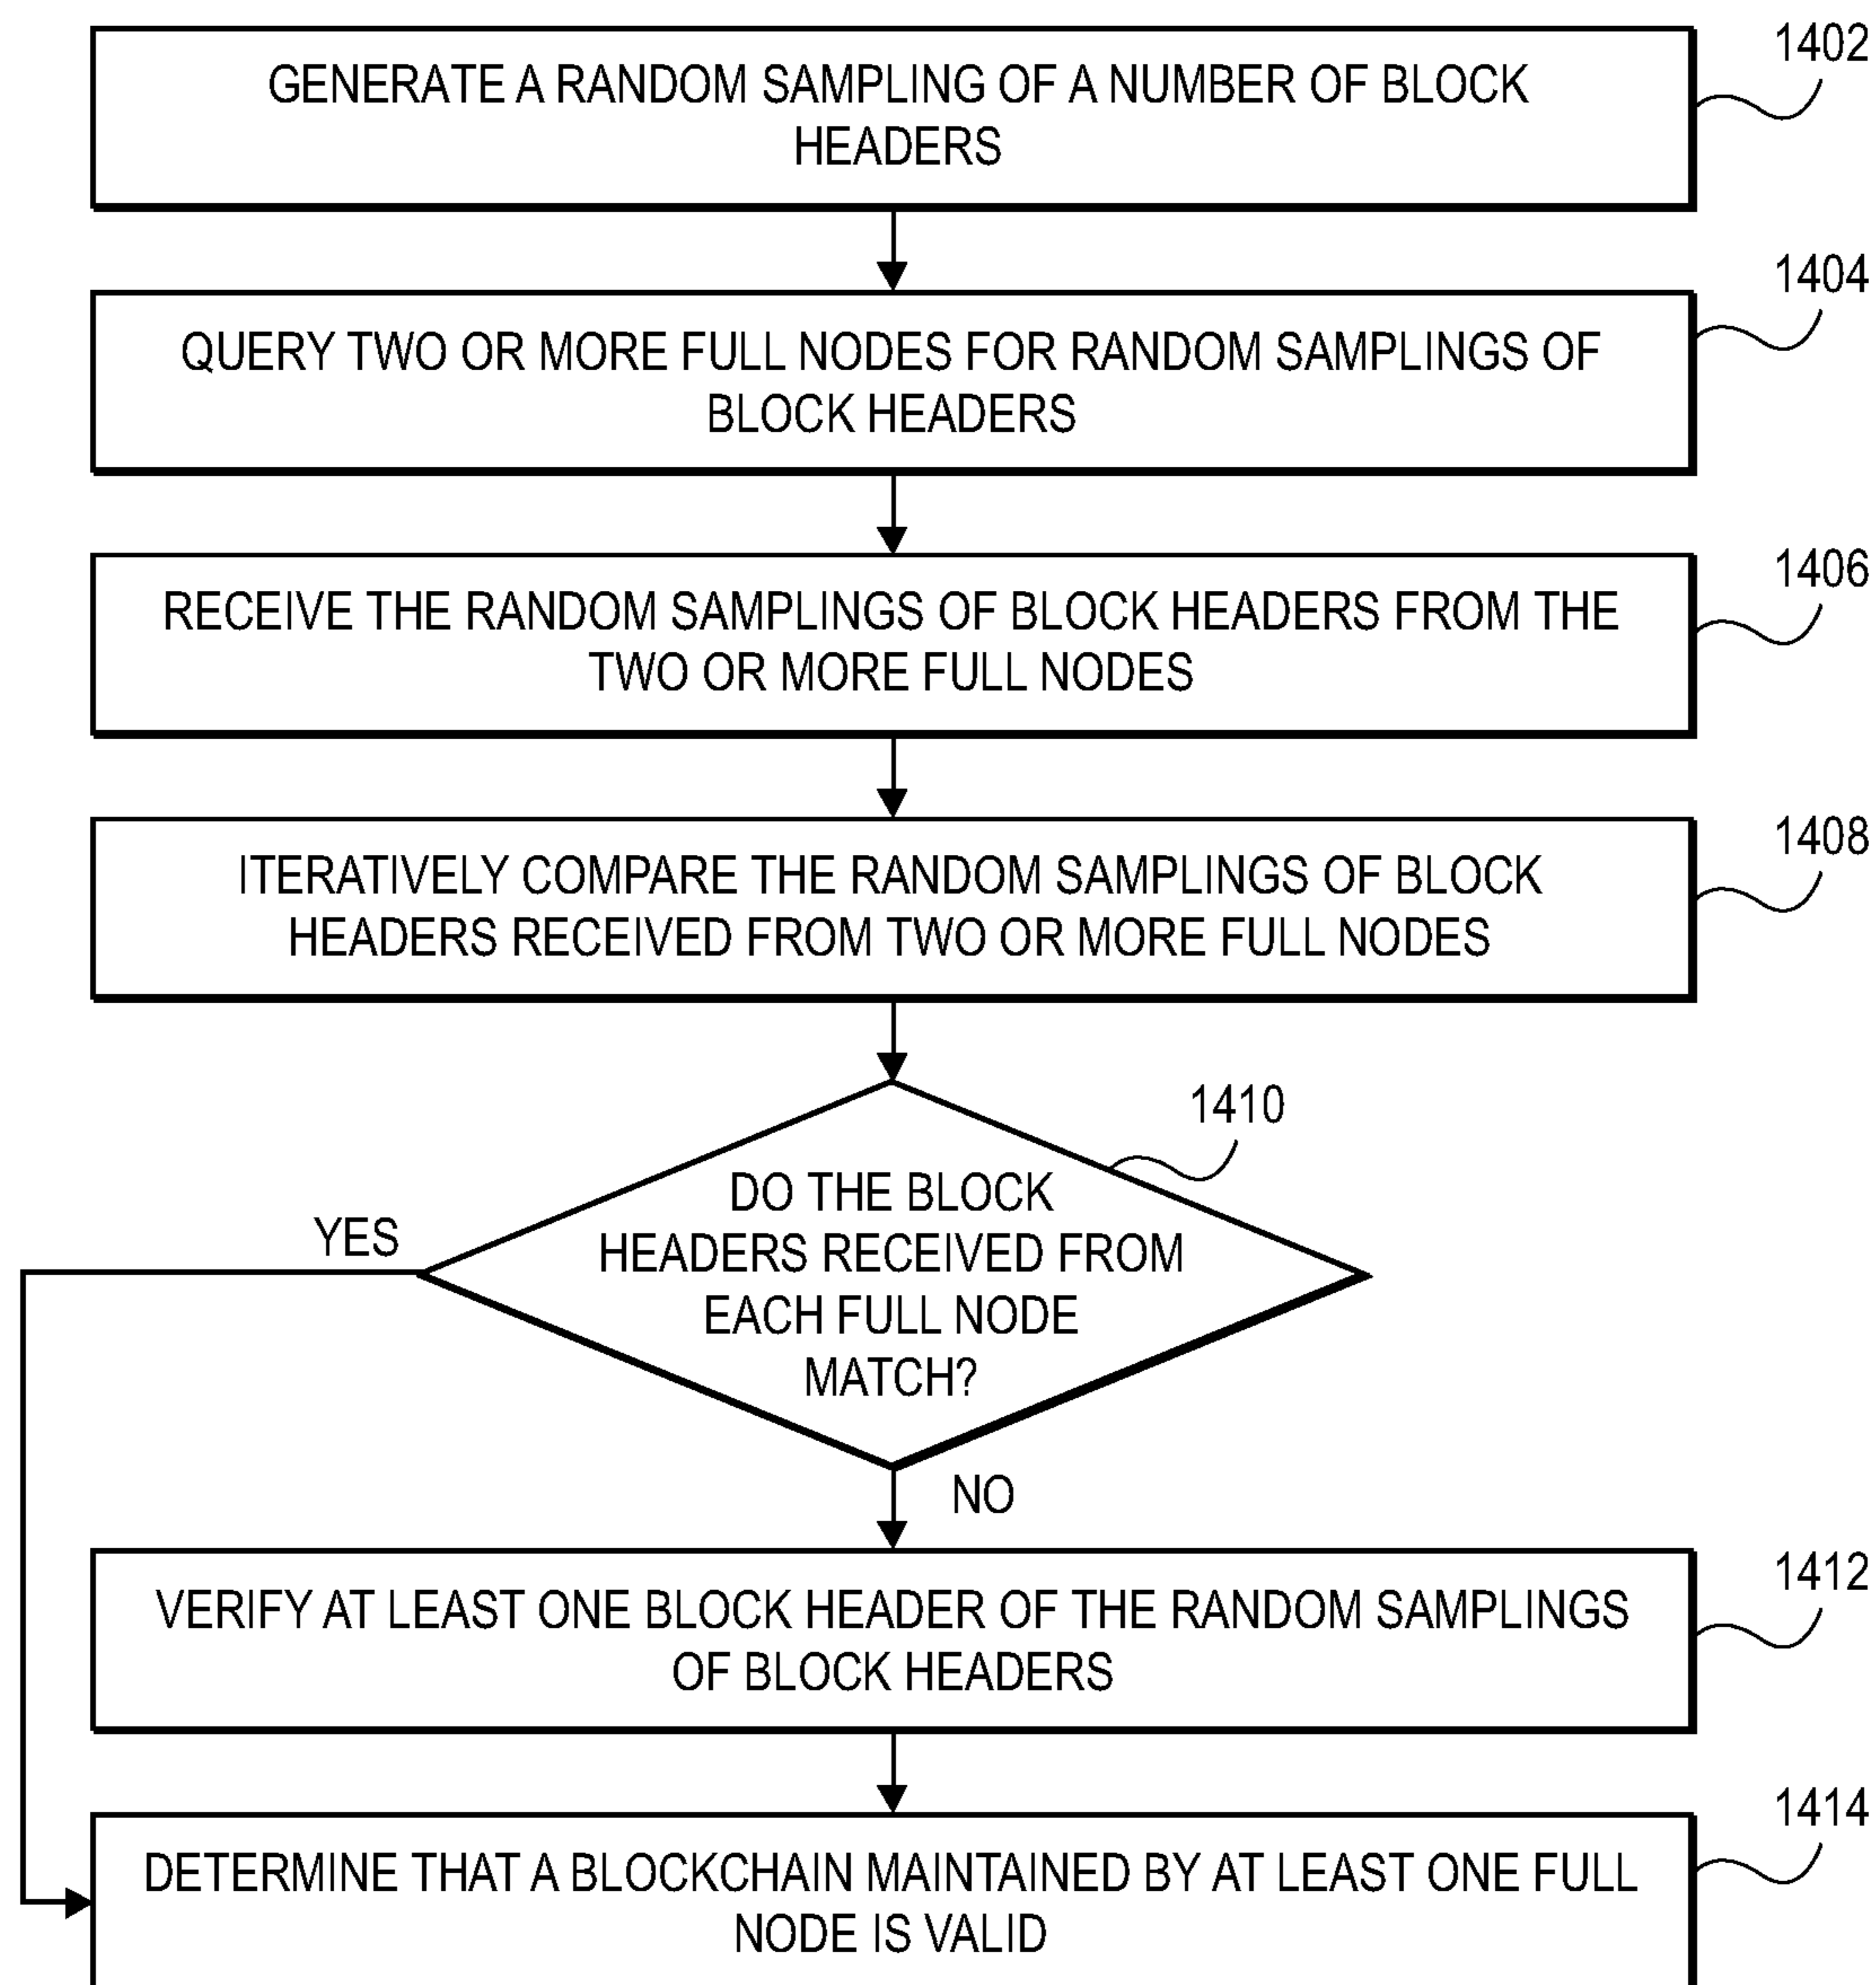 1402
GENERATE A RANDOM SAMPLING OF A NUMBER OF BLOCK
HEADERS
1404
QUERY TWO OR MORE FULL NODES FOR RANDOM SAMPLINGS OF
BLOCK HEADERS
1406
RECEIVE THE RANDOM SAMPLINGS OF BLOCK HEADERS FROM THE
TWO OR MORE FULL NODES
1408
ITERATIVELY COMPARE THE RANDOM SAMPLINGS OF BLOCK
HEADERS RECEIVED FROM TWO OR MORE FULL NODES
1410
DO THE BLOCK
HEADERS RECEIVED FROM
EACH FULL NODE
MATCH?
YES
NO
1412
VERIFY AT LEAST ONE BLOCK HEADER OF THE RANDOM SAMPLINGS
OF BLOCK HEADERS
1414
DETERMINE THAT A BLOCKCHAIN MAINTAINED BY AT LEAST ONE FULL
NODE IS VALID